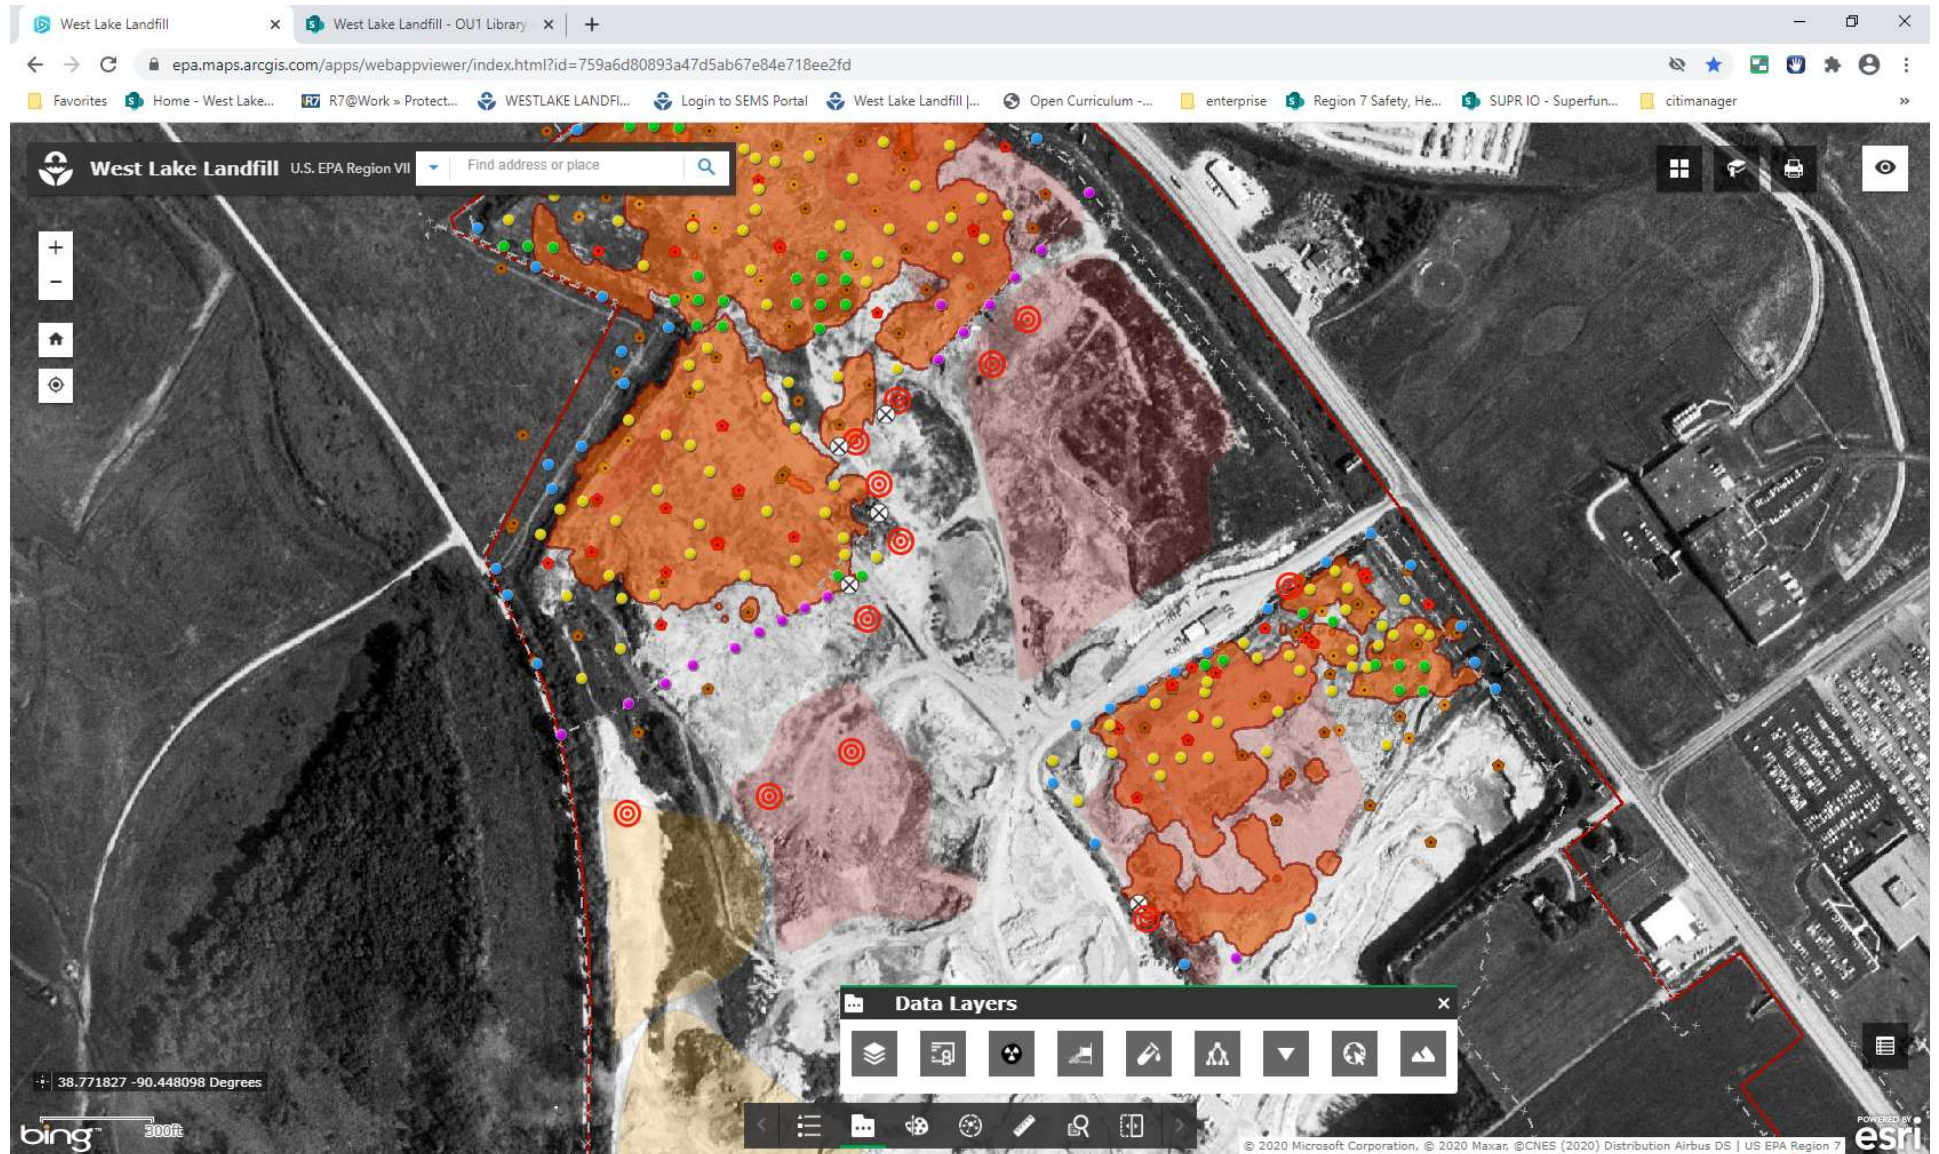 West Lake Landfill
West Lake Landfill - OU1 Library
epa.maps.arcgis.com/apps/webappviewer/index.html?id=759a6d80893a47d5ab67e84e718ee2fd
Favorites
Home - West Lake...
R7
R7@Work » Protect...
WESTLAKE LANDFI...
Login to SEMS Portal
West Lake Landfill |...
Open Curriculum -...
enterprise
Region 7 Safety, He...
SUPR IO - Superfun...
citimanager
West Lake Landfill U.S. EPA Region VII
Find address or place
Data Layers
38.771827 -90.448098 Degrees
300ft
bing
© 2020 Microsoft Corporation, © 2020 Maxar, ©CNES (2020) Distribution Airbus DS | US EPA Region 7
POWERED BY
esri